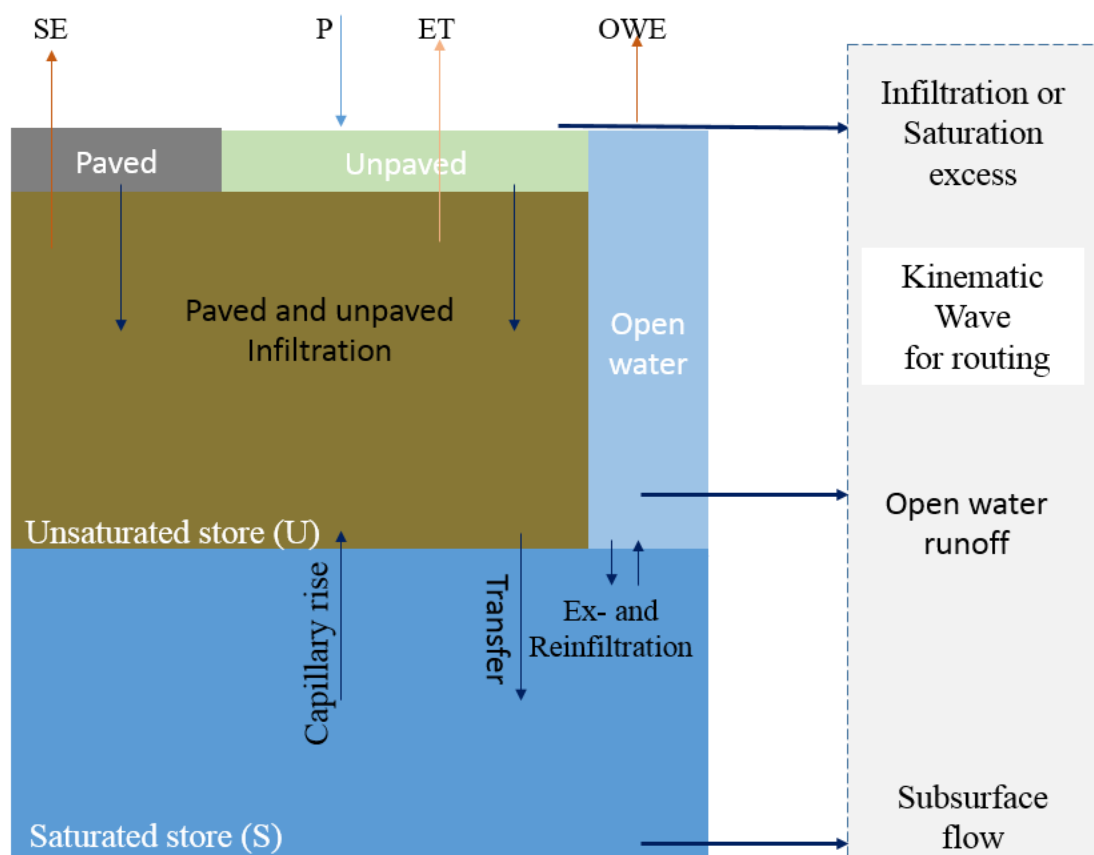 SE
P
ET
OWE
Infiltration or
Saturation
excess
Paved
Unpaved
Kinematic
Wave
for routing
Paved and unpaved
Infiltration
Open
water
Unsaturated store (U)
Open water
runoff
Capillary rise
Transfer
Ex- and
Reinfiltration
Saturated store (S)
Subsurface
flow